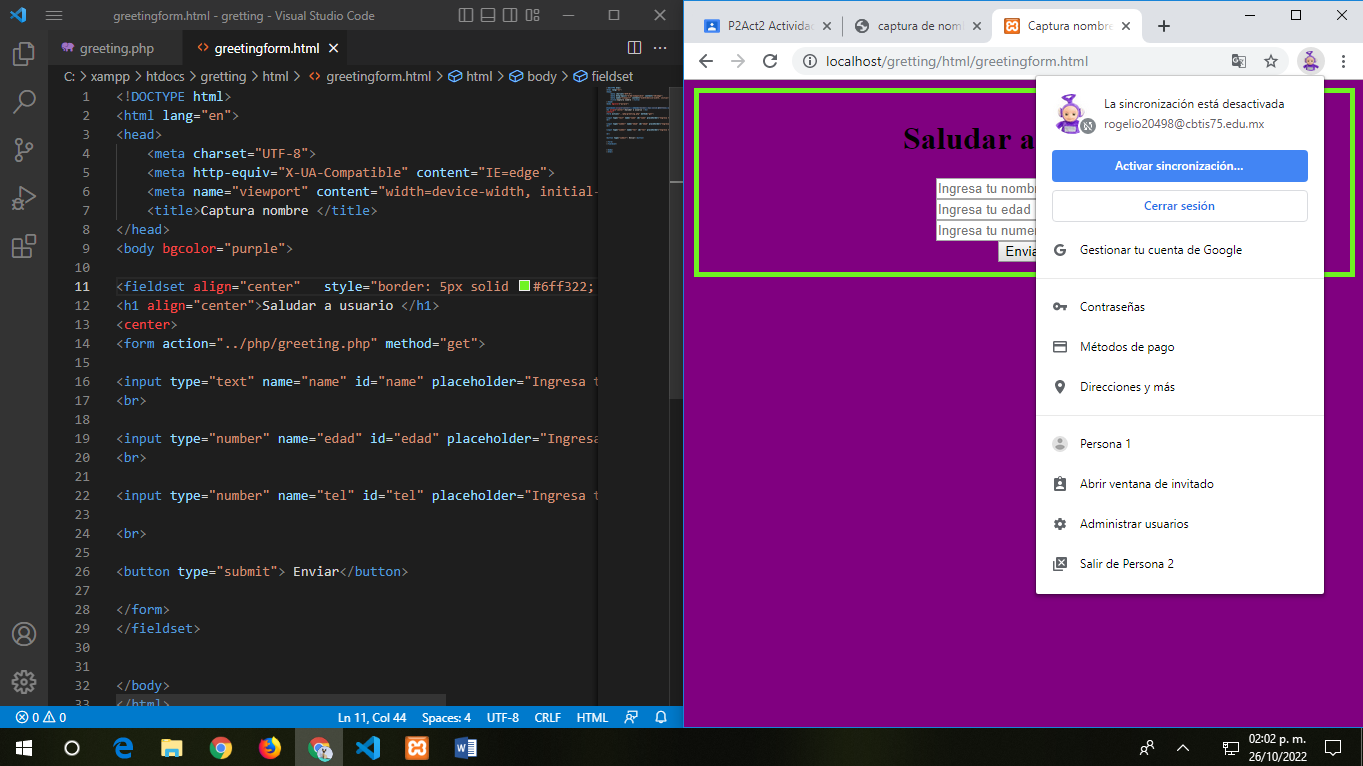 greetingform.html - gretting - Visual Studio Code
greeting.php
greetingform.html
C: > xampp > htdocs > gretting > html > greetingform.html > html > body > fieldset
1 <!DOCTYPE html>
2 <html lang="en">
3 <head>
4 <meta charset="UTF-8">
5 <meta http-equiv="X-UA-Compatible" content="IE=edge">
6 <meta name="viewport" content="width=device-width, initial-
7 <title>Captura nombre </title>
8 </head>
9 <body bgcolor="purple">
10
11 <fieldset align="center" style="border: 5px solid #6ff322;
12 <h1 align="center">Saludar a usuario </h1>
13 <center>
14 <form action="../php/greeting.php" method="get">
15
16 <input type="text" name="name" id="name" placeholder="Ingresa t
17 <br>
18
19 <input type="number" name="edad" id="edad" placeholder="Ingresa
20 <br>
21
22 <input type="number" name="tel" id="tel" placeholder="Ingresa t
23
24 <br>
25
26 <button type="submit"> Enviar</button>
27
28 </form>
29 </fieldset>
30
31
32 </body>
33 </html>
0 0
Ln 11, Col 44
Spaces: 4
UTF-8
CRLF
HTML
P2Act2 Actividad
captura de nom
Captura nombre
localhost/gretting/html/greetingform.html
Saludar a
Ingresa tu nombr
Ingresa tu edad
Ingresa tu numer
Envia
La sincronización está desactivada
rogelio20498@cbtis75.edu.mx
Activar sincronización...
Cerrar sesión
Gestionar tu cuenta de Google
Contraseñas
Métodos de pago
Direcciones y más
Persona 1
Abrir ventana de invitado
Administrar usuarios
Salir de Persona 2
02:02 p. m.
26/10/2022